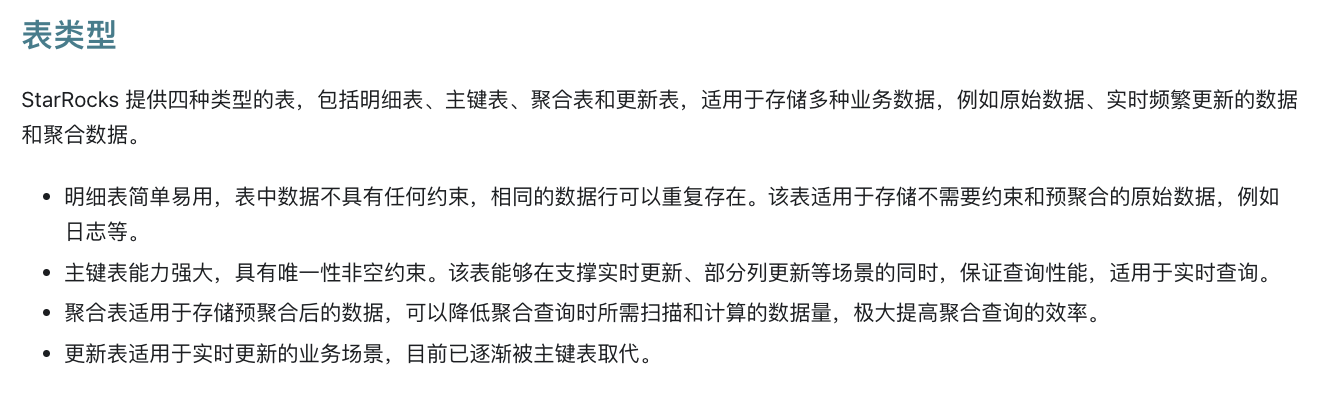 表类型
StarRocks 提供四种类型的表，包括明细表、主键表、聚合表和更新表，适用于存储多种业务数据，例如原始数据、实时频繁更新的数据
和聚合数据。
• 明细表简单易用，表中数据不具有任何约束，相同的数据行可以重复存在。该表适用于存储不需要约束和预聚合的原始数据，例如
日志等。
• 主键表能力强大，具有唯一性非空约束。该表能够在支撑实时更新、部分列更新等场景的同时，保证查询性能，适用于实时查询。
• 聚合表适用于存储预聚合后的数据，可以降低聚合查询时所需扫描和计算的数据量，极大提高聚合查询的效率。
• 更新表适用于实时更新的业务场景，目前已逐渐被主键表取代。